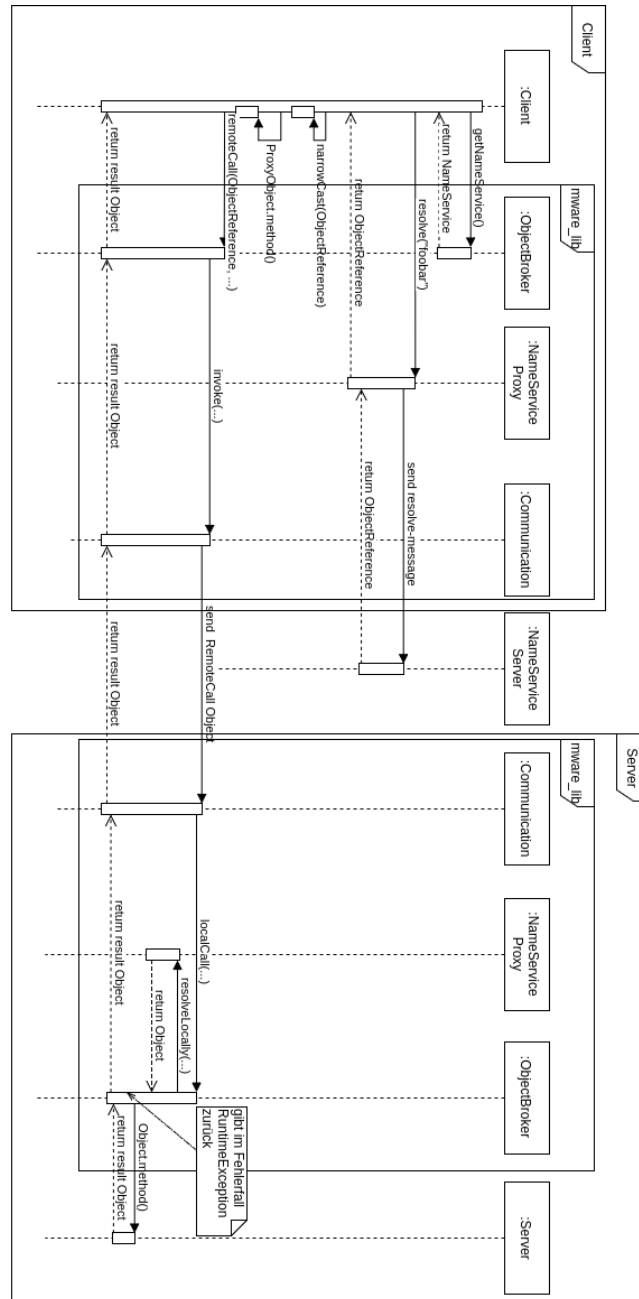 Server
Client
mware_lib
mware_lib
:Client
:ObjectBroker
:NameService
Proxy
:Communication
:NameService
Server
:Communication
:NameService
Proxy
:ObjectBroker
:Server
getNameService()
return NameService
resolve("foobar")
send resolve-message
return ObjectReference
return ObjectReference
narrowCast(ObjectReference)
ProxyObject.method()
remoteCall(ObjectReference, ...)
invoke(...)
send RemoteCall Object
localCall(...)
resolveLocally(...)
return Object
gibt im Fehlerfall
RuntimeException
zurück
Object.method()
return result Object
return result Object
return result Object
return result Object
return result Object